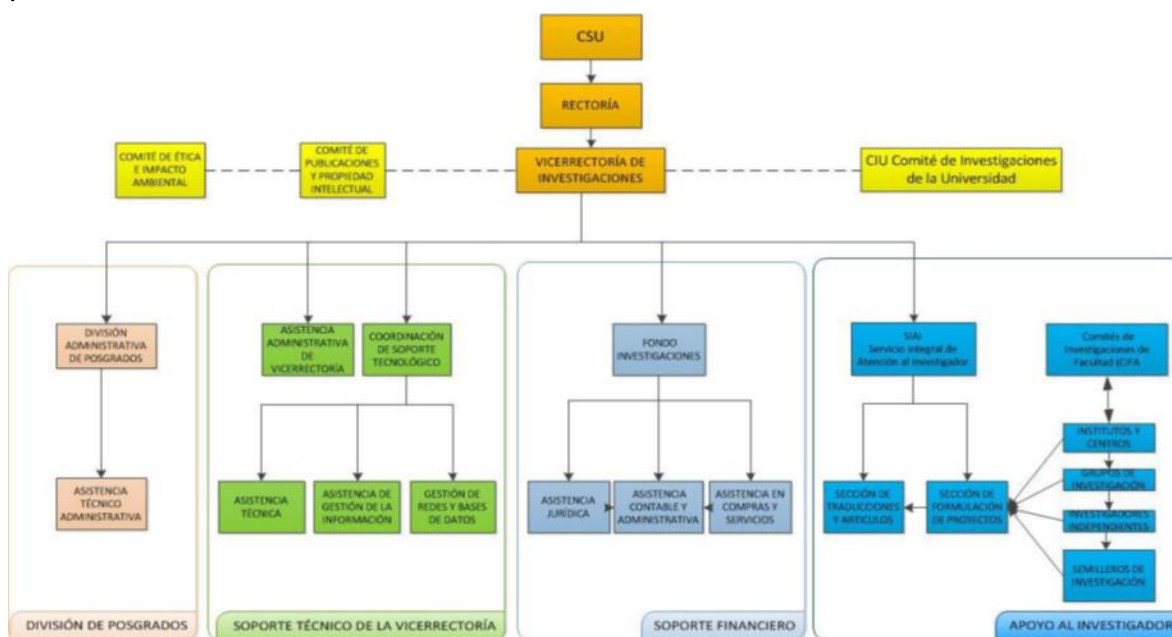 CSU
RECTORÍA
COMITÉ DE ÉTICA
E IMPACTO
AMBIENTAL
COMITÉ DE
PUBLICACIONES
Y PROPIEDAD
INTELECTUAL
VICERRECTORÍA DE
INVESTIGACIONES
CIU Comité de Investigaciones
de la Universidad
DIVISIÓN
ADMINISTRATIVA
DE POSGRADOS
ASISTENCIA
ADMINISTRATIVA
DE
VICERRECTORÍA
COORDINACIÓN
DE SOPORTE
TECNOLÓGICO
FONDO
INVESTIGACIONES
SIAI
Servicio integral de
Atención al Investigador
Comités de
Investigaciones de
Facultad (CIFA
INSTITUTOS Y
CENTROS
GRUPOS DE
INVESTIGACIÓN
INVESTIGADORES
INDEPENDIENTES
SEMILLEROS DE
INVESTIGACIÓN
ASISTENCIA
TÉCNICO
ADMINISTRATIVA
ASISTENCIA
TÉCNICA
ASISTENCIA DE
GESTIÓN DE LA
INFORMACIÓN
GESTIÓN DE
REDES Y BASES
DE DATOS
ASISTENCIA
JURÍDICA
ASISTENCIA
CONTABLE Y
ADMINISTRATIVA
ASISTENCIA EN
COMPRAS Y
SERVICIOS
SECCIÓN DE
TRADUCCIONES
Y ARTICULOS
SECCIÓN DE
FORMULACIÓN
DE PROYECTOS
DIVISIÓN DE POSGRADOS
SOPORTE TÉCNICO DE LA VICERRECTORÍA
SOPORTE FINANCIERO
APOYO AL INVESTIGADOR